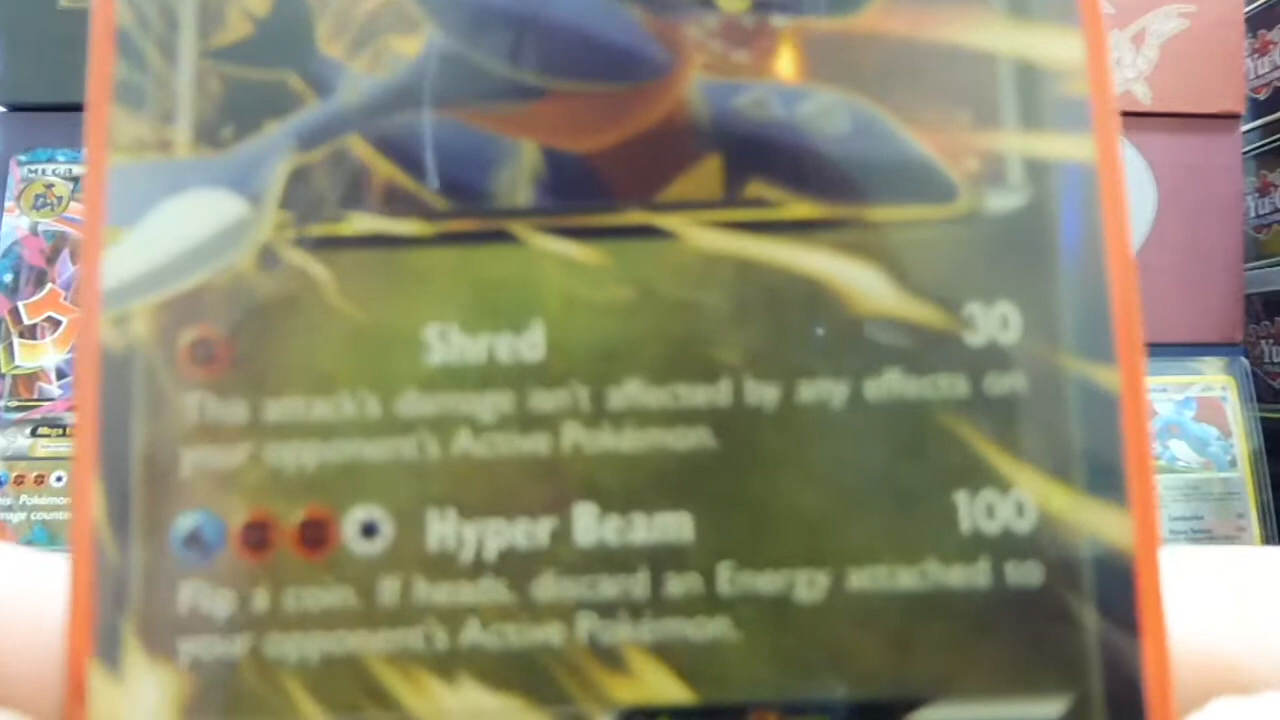 MEGA
Shred 30
This attack's damage isn't affected by any effects on
your opponent's Active Pokémon.
Hyper Beam 100
Flip a coin. If heads, discard an Energy attached to
your opponent's Active Pokémon.